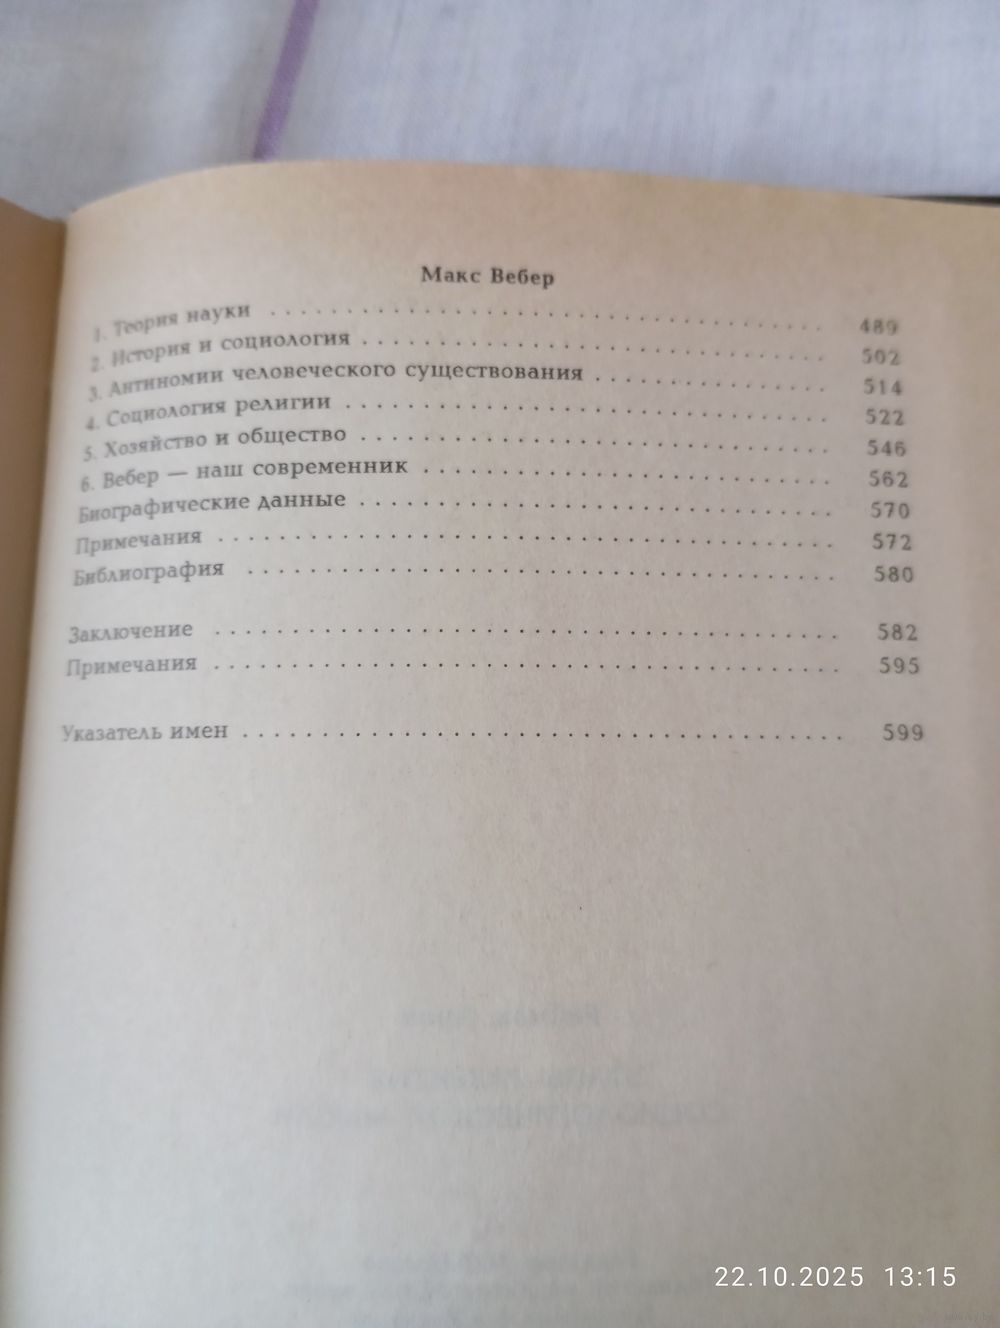 Макс Вебер
1. Теория науки . . . . . . . . . . . . . . . . . . . . . . . . . . . . . . 489
2. История и социология . . . . . . . . . . . . . . . . . . . . . . . . 502
3. Антиномии человеческого существования . . . . . . . . . . . . 514
4. Социология религии . . . . . . . . . . . . . . . . . . . . . . . . . 522
5. Хозяйство и общество . . . . . . . . . . . . . . . . . . . . . . . . 546
6. Вебер — наш современник . . . . . . . . . . . . . . . . . . . . . 562
Биографические данные . . . . . . . . . . . . . . . . . . . . . . . . 570
Примечания . . . . . . . . . . . . . . . . . . . . . . . . . . . . . . . . 572
Библиография . . . . . . . . . . . . . . . . . . . . . . . . . . . . . . 580
Заключение . . . . . . . . . . . . . . . . . . . . . . . . . . . . . . . . 582
Примечания . . . . . . . . . . . . . . . . . . . . . . . . . . . . . . . . 595
Указатель имен . . . . . . . . . . . . . . . . . . . . . . . . . . . . . . 599
22.10.2025 13:15